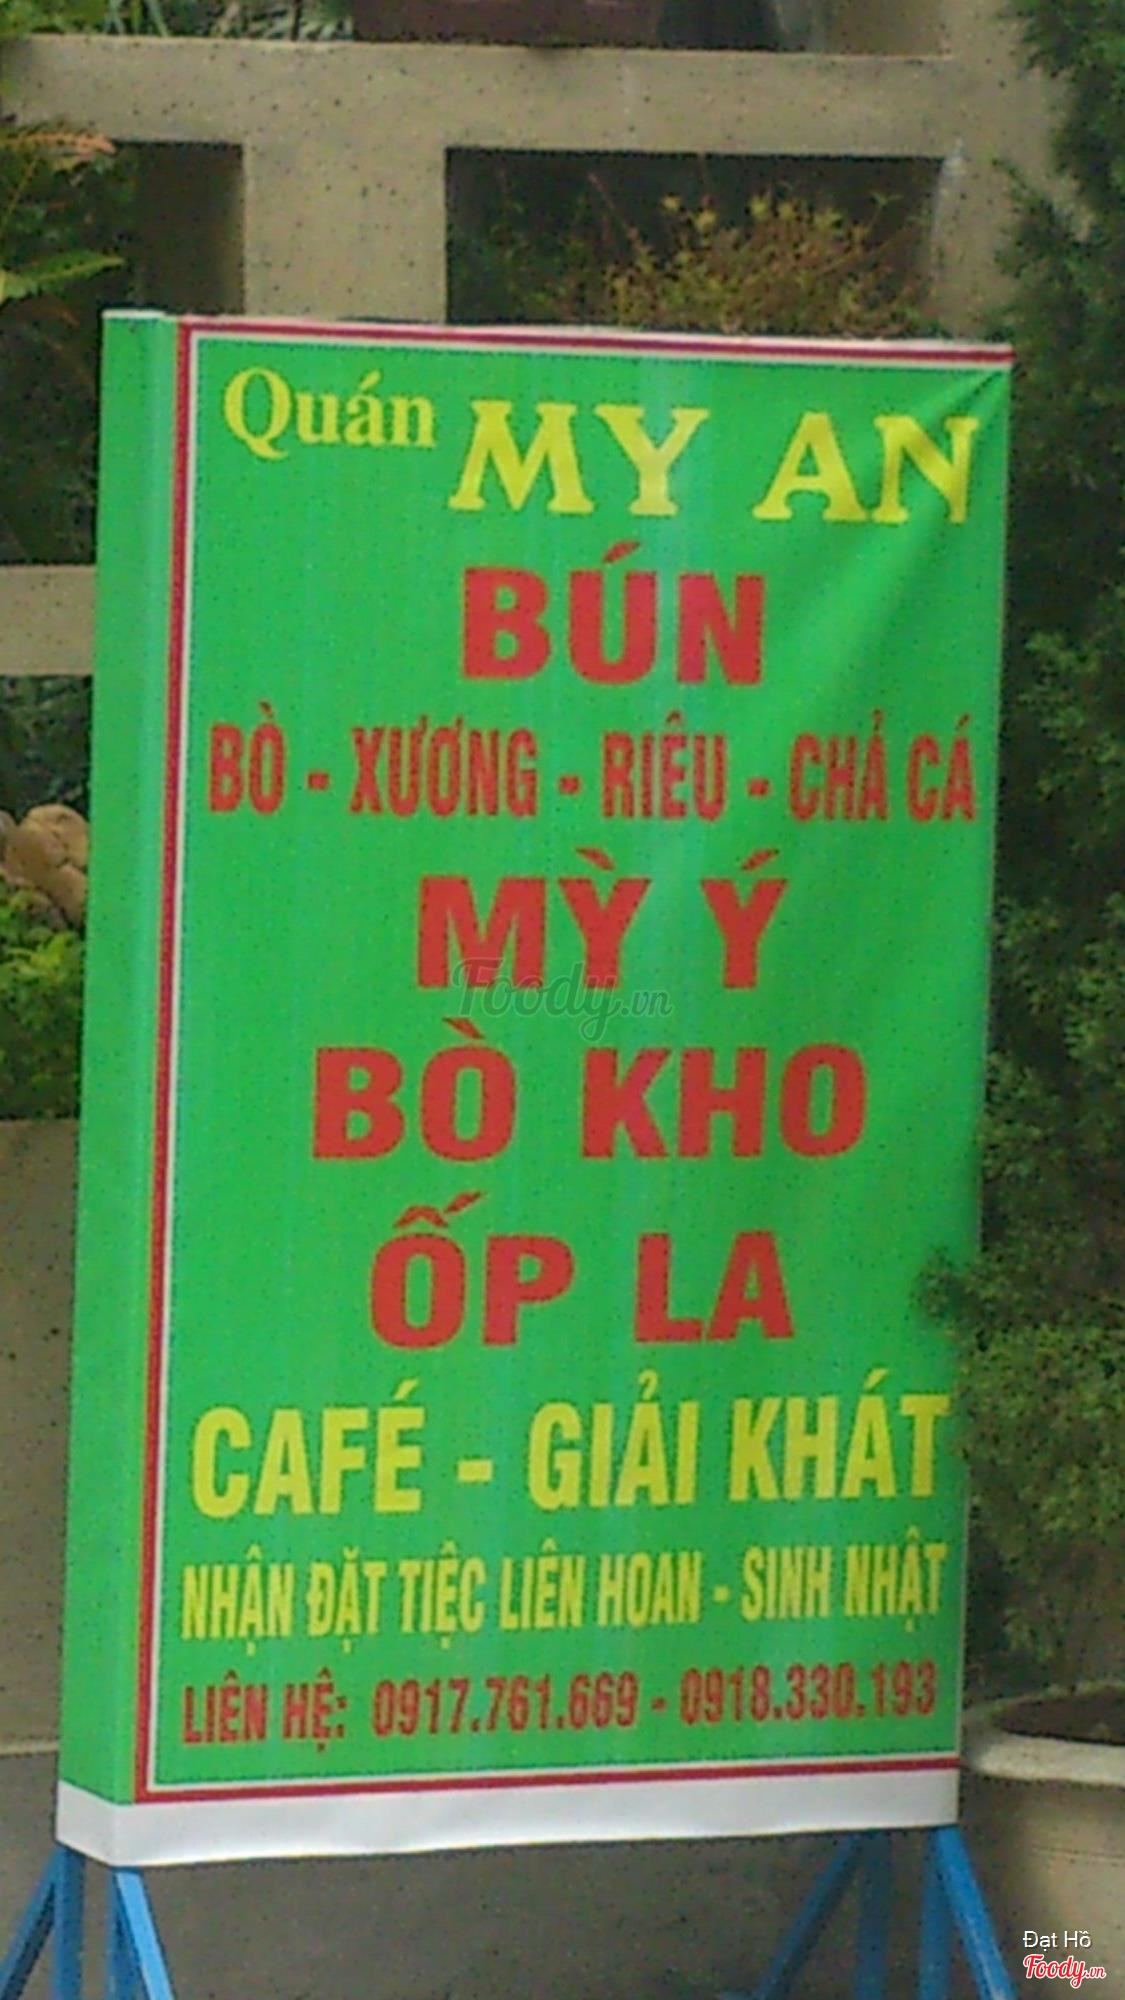 Quán MY AN
BÚN
BÒ - XƯƠNG - RIÊU - CHẢ CÁ
MỲ Ý
Foody.vn
BÒ KHO
ỐP LA
CAFÉ - GIẢI KHÁT
NHẬN ĐẶT TIỆC LIÊN HOAN - SINH NHẬT
LIÊN HỆ: 0917.761.669 - 0918.330.193
Đạt Hồ
Foody.vn